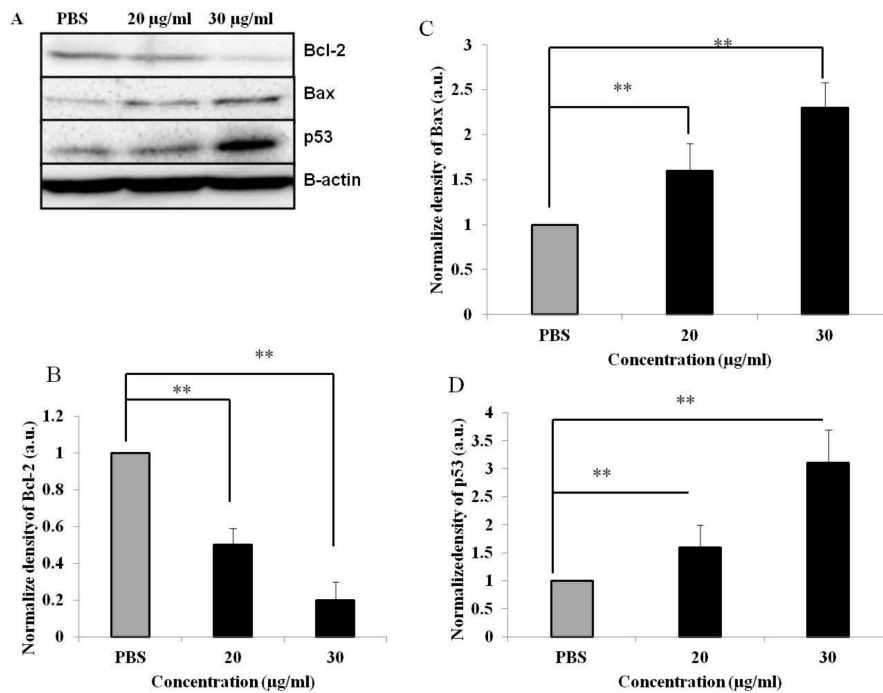 A
PBS 20 µg/ml 30 µg/ml
Bcl-2
Bax
p53
B-actin
B
**
**
Normalize density of Bcl-2 (a.u.)
1.2
1
0.8
0.6
0.4
0.2
0
PBS 20 30
Concentration (µg/ml)
C
**
**
Normalize density of Bax (a.u.)
3
2.5
2
1.5
1
0.5
0
PBS 20 30
Concentration (µg/ml)
D
**
**
Normalized density of p53 (a.u.)
4
3.5
3
2.5
2
1.5
1
0.5
0
PBS 20 30
Concentration (µg/ml)